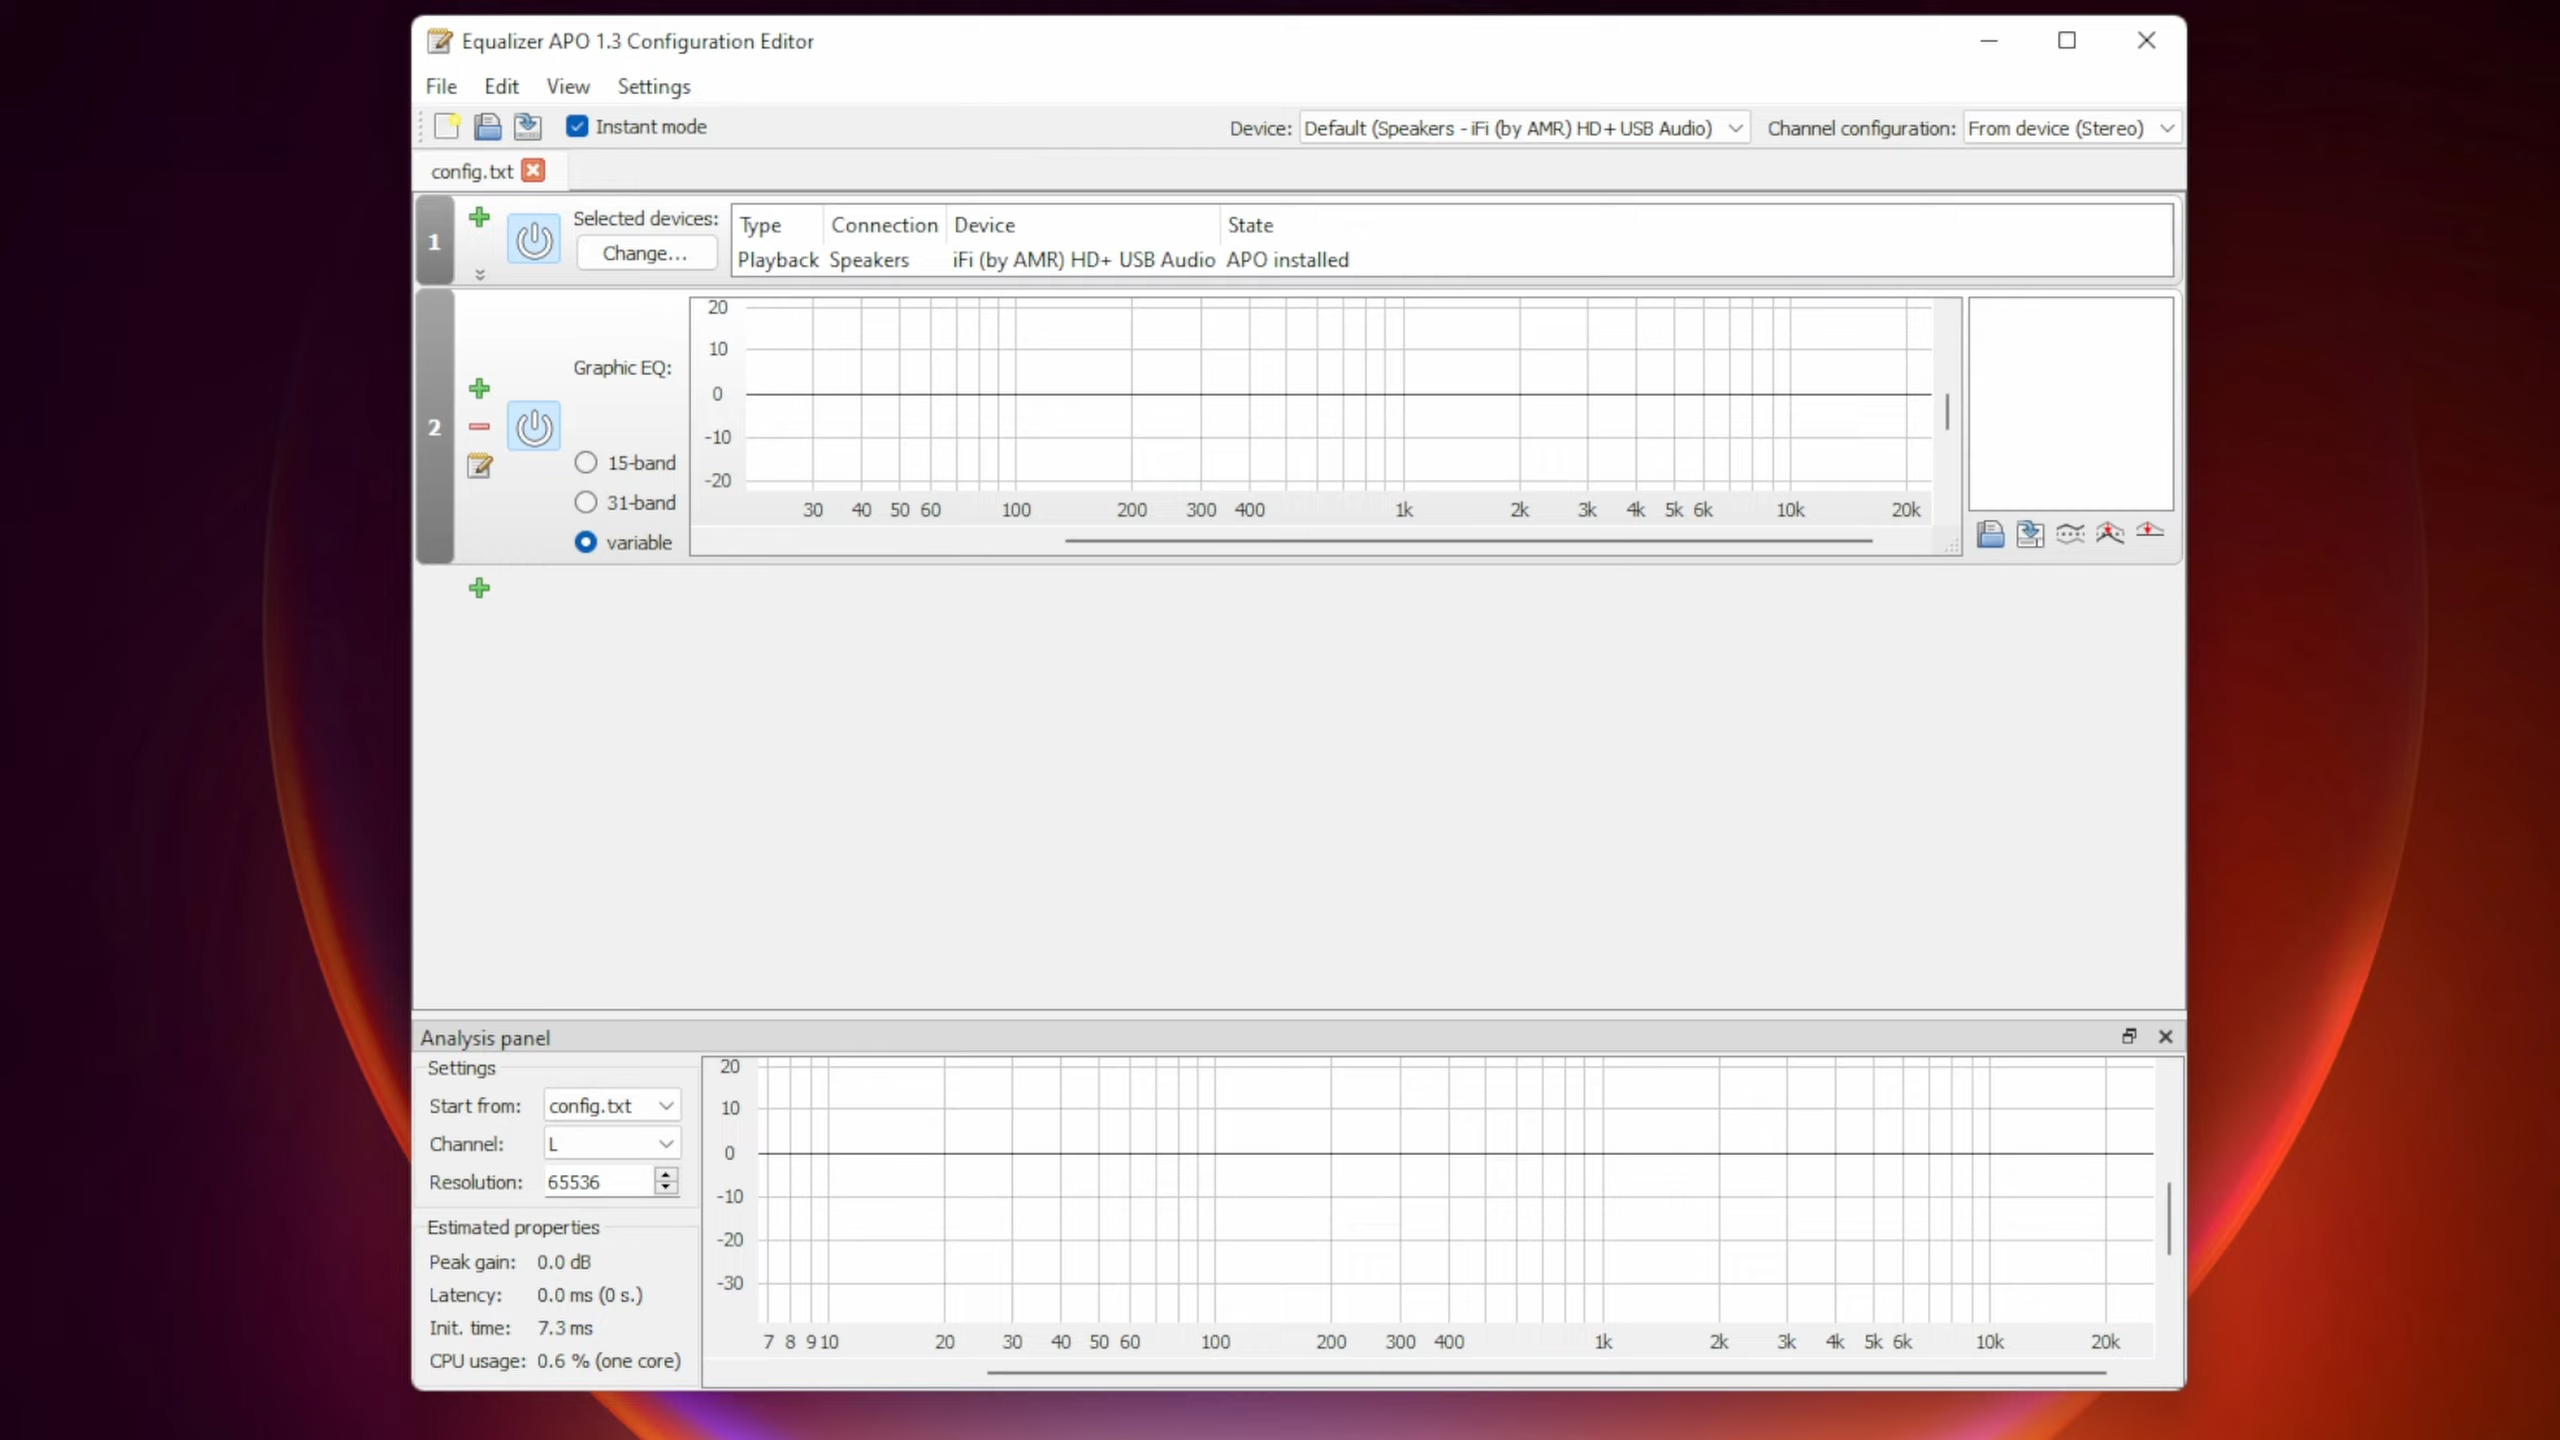 Equalizer APO 1.3 Configuration Editor
File Edit View Settings
Instant mode Device: Default (Speakers - iFi (by AMR) HD+ USB Audio) Channel configuration: From device (Stereo)
config.txt
1 Selected devices: Change...
Type Connection Device State
Playback Speakers iFi (by AMR) HD+ USB Audio APO installed
2 Graphic EQ:
15-band
31-band
variable
20
10
0
-10
-20
30 40 50 60 100 200 300 400 1k 2k 3k 4k 5k 6k 10k 20k
Analysis panel
Settings
Start from: config.txt
Channel: L
Resolution: 65536
Estimated properties
Peak gain: 0.0 dB
Latency: 0.0 ms (0 s.)
Init. time: 7.3 ms
CPU usage: 0.6 % (one core)
20
10
0
-10
-20
-30
7 8 9 10 20 30 40 50 60 100 200 300 400 1k 2k 3k 4k 5k 6k 10k 20k